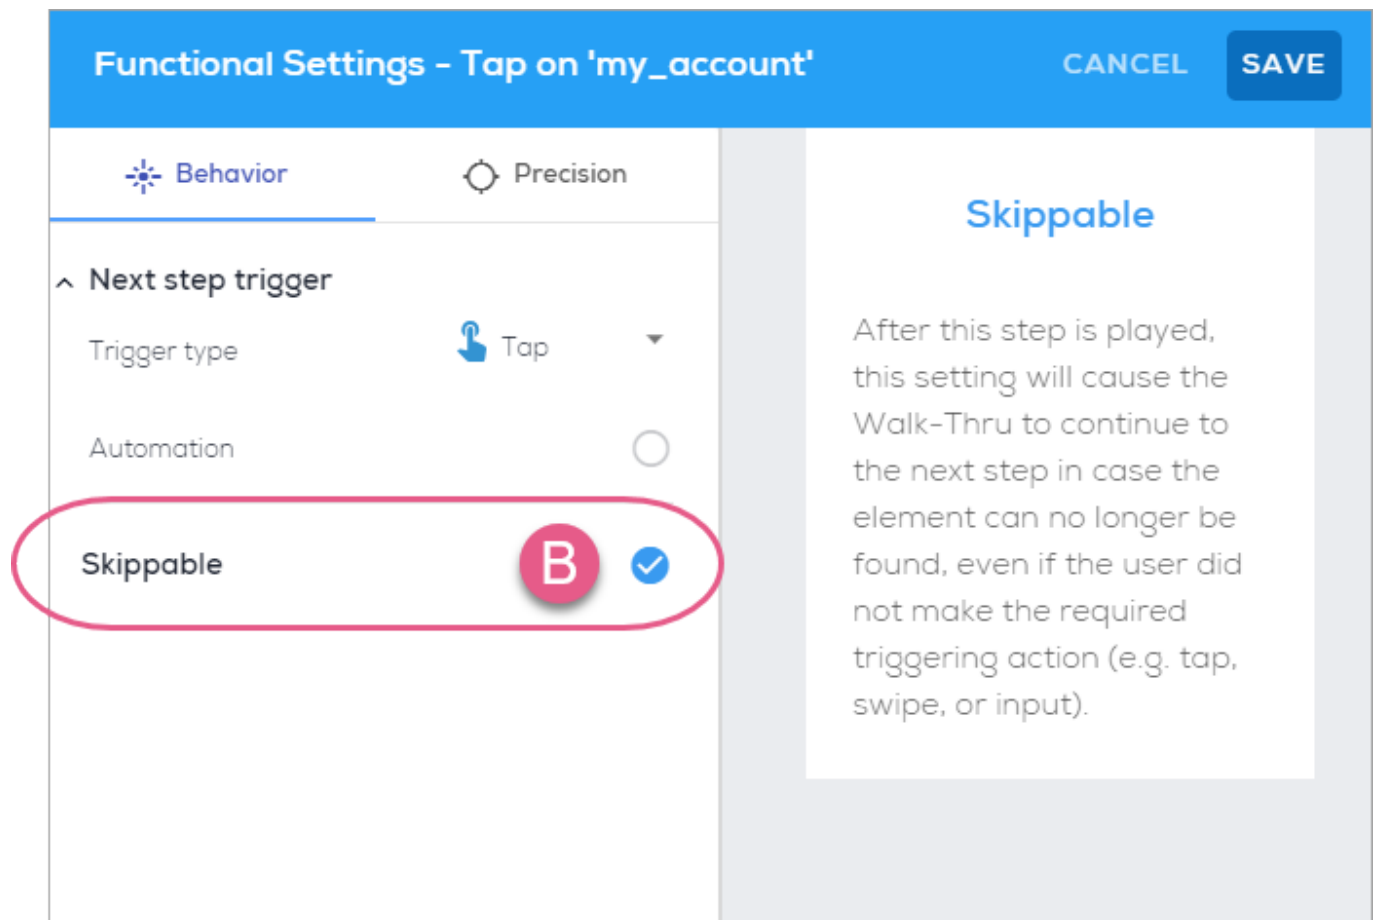 Functional Settings - Tap on 'my_account'
CANCEL
SAVE
Behavior
Precision
Next step trigger
Trigger type
Tap
Automation
Skippable
B
Skippable
After this step is played,
this setting will cause the
Walk-Thru to continue to
the next step in case the
element can no longer be
found, even if the user did
not make the required
triggering action (e.g. tap,
swipe, or input).